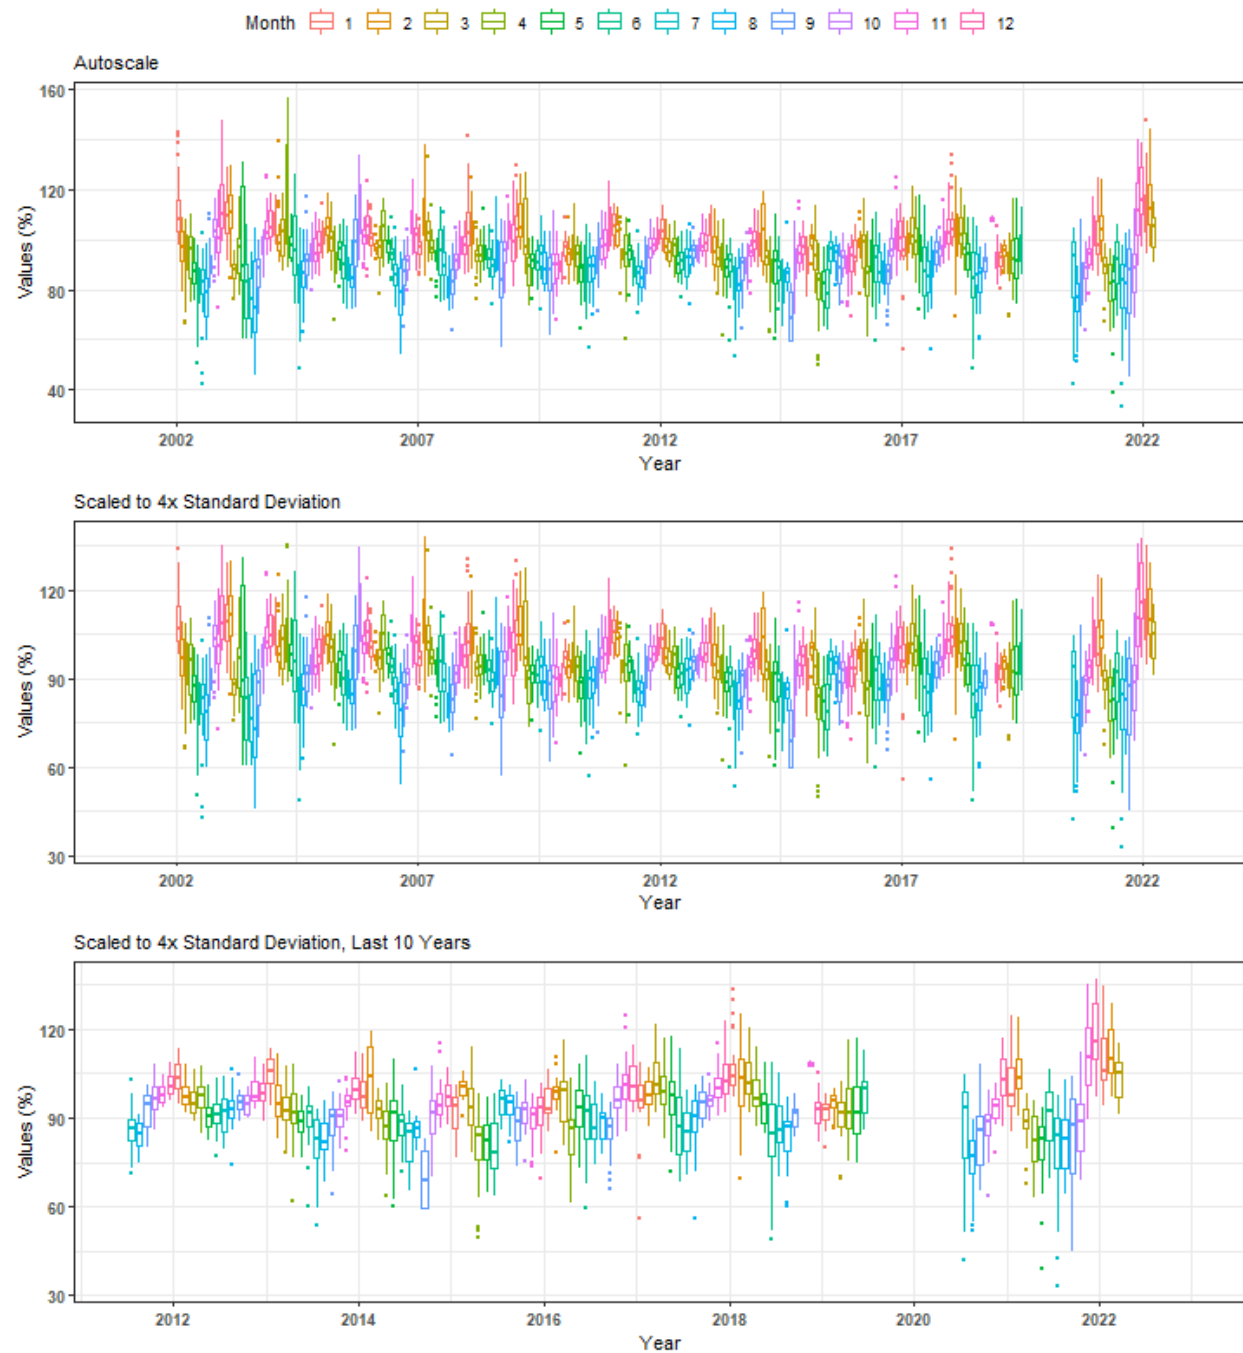 Month 1 2 3 4 5 6 7 8 9 10 11 12
Autoscale
160
120
80
40
Values (%)
2002 2007 2012 2017 2022
Year
Scaled to 4x Standard Deviation
120
90
60
30
Values (%)
2002 2007 2012 2017 2022
Year
Scaled to 4x Standard Deviation, Last 10 Years
120
90
60
30
Values (%)
2012 2014 2016 2018 2020 2022
Year